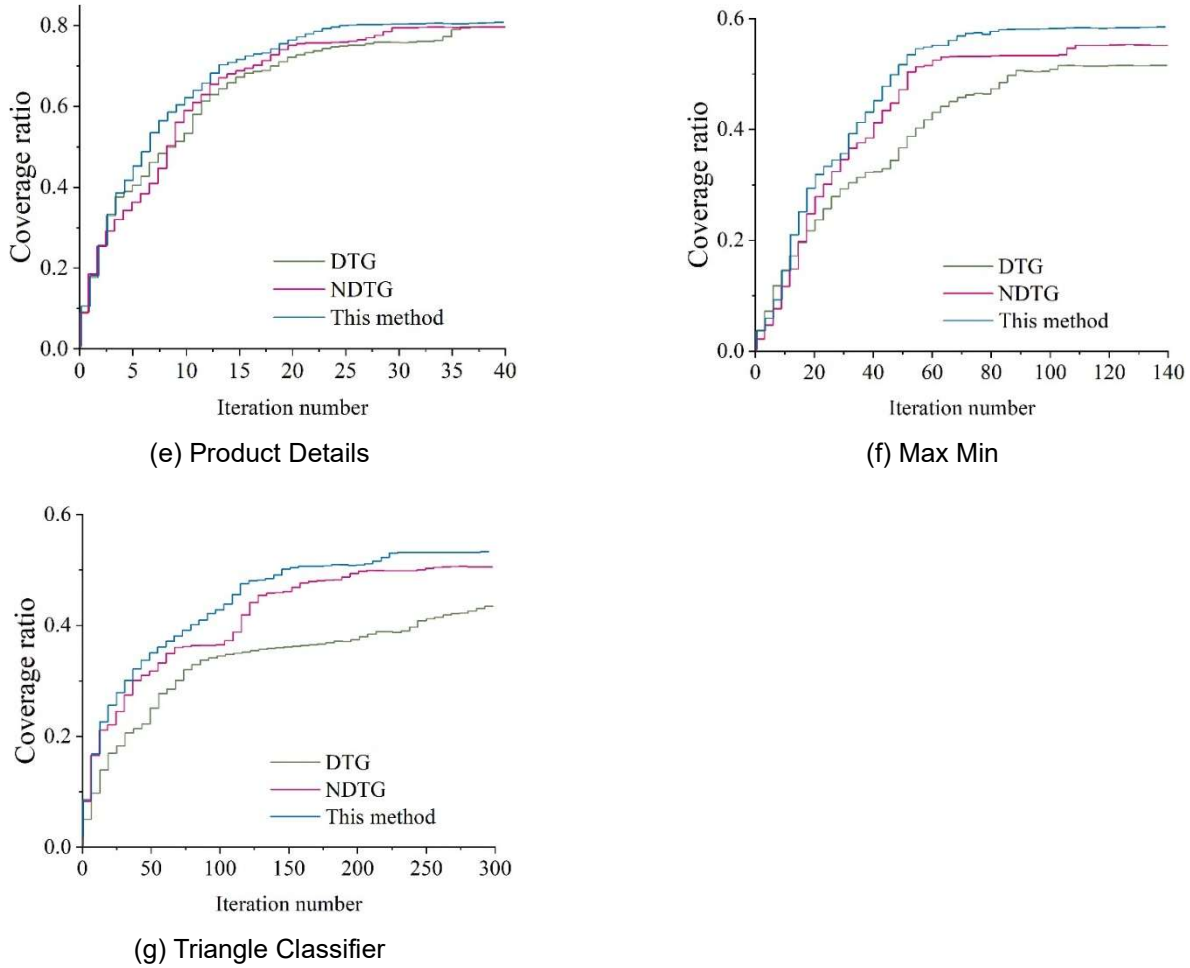 Coverage ratio
0.8
0.6
0.4
0.2
0.0
DTG
NDTG
This method
0 5 10 15 20 25 30 35 40
Iteration number
(e) Product Details
Coverage ratio
0.6
0.4
0.2
0.0
DTG
NDTG
This method
0 20 40 60 80 100 120 140
Iteration number
(f) Max Min
Coverage ratio
0.6
0.4
0.2
0.0
DTG
NDTG
This method
0 50 100 150 200 250 300
Iteration number
(g) Triangle Classifier